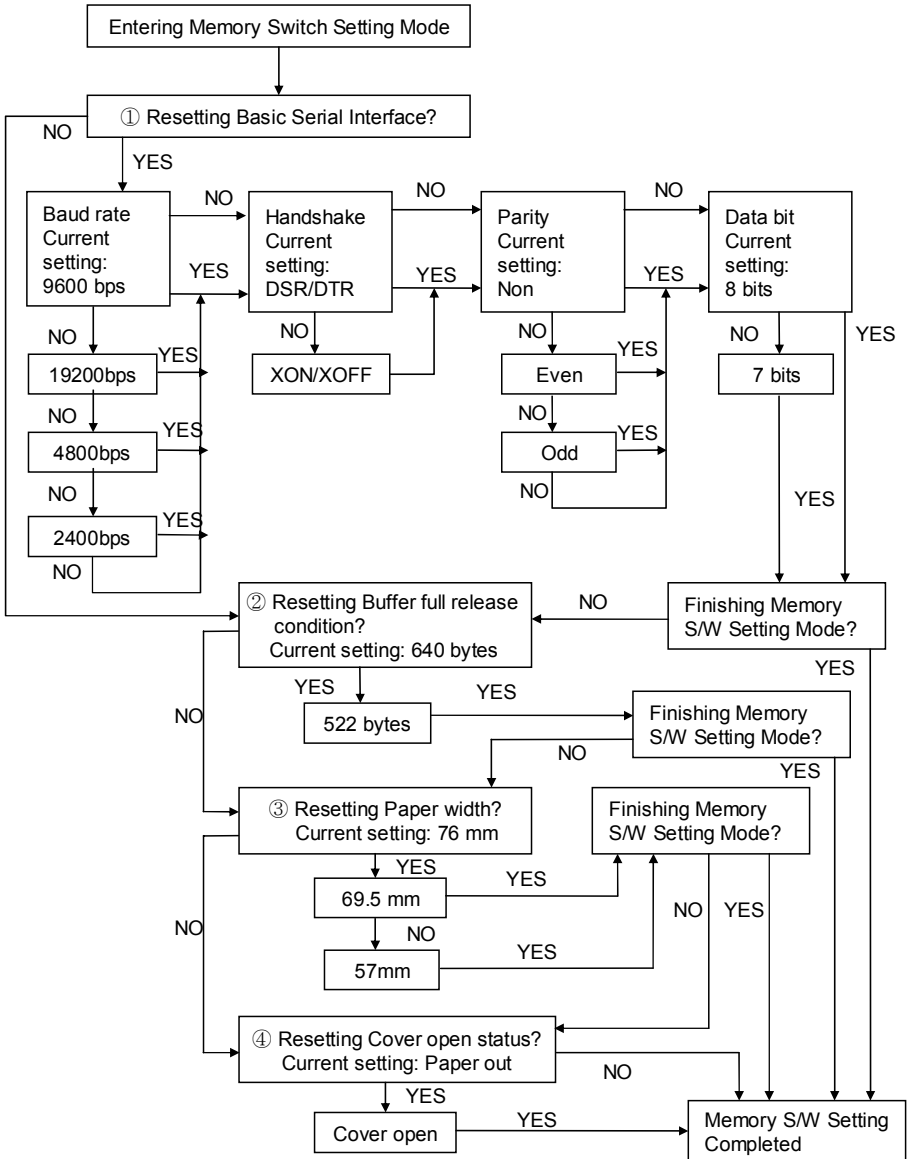 Entering Memory Switch Setting Mode
① Resetting Basic Serial Interface?
NO
YES
NO
NO
NO
Baud rate
Current
setting:
9600 bps
YES
Handshake
Current
setting:
DSR/DTR
YES
Parity
Current
setting:
Non
YES
Data bit
Current
setting:
8 bits
YES
NO
NO
NO
NO
19200bps
YES
XON/XOFF
Even
YES
7 bits
NO
NO
4800bps
YES
Odd
YES
NO
NO
YES
YES
2400bps
YES
NO
② Resetting Buffer full release
condition?
Current setting: 640 bytes
NO
Finishing Memory
S/W Setting Mode?
YES
NO
YES
YES
522 bytes
Finishing Memory
S/W Setting Mode?
NO
YES
③ Resetting Paper width?
Current setting: 76 mm
Finishing Memory
S/W Setting Mode?
YES
69.5 mm
YES
NO
NO
YES
NO
57mm
YES
④ Resetting Cover open status?
Current setting: Paper out
NO
YES
Cover open
YES
Memory S/W Setting
Completed